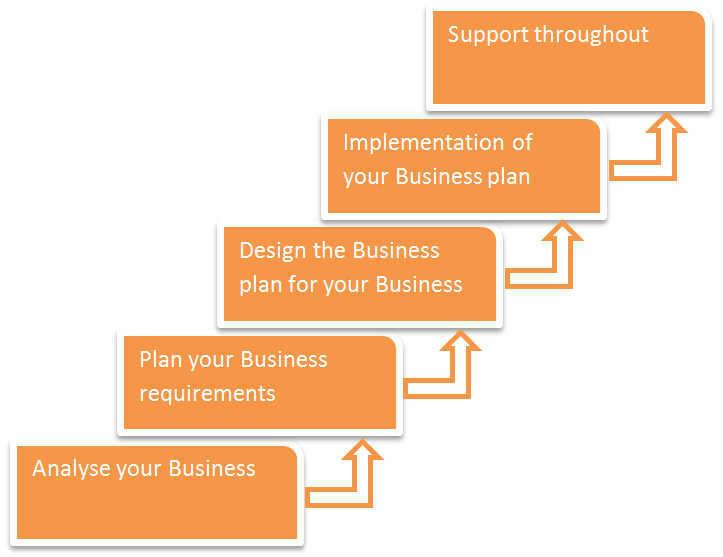 Support throughout
Implementation of
your Business plan
Design the Business
plan for your Business
Plan your Business
requirements
Analyse your Business